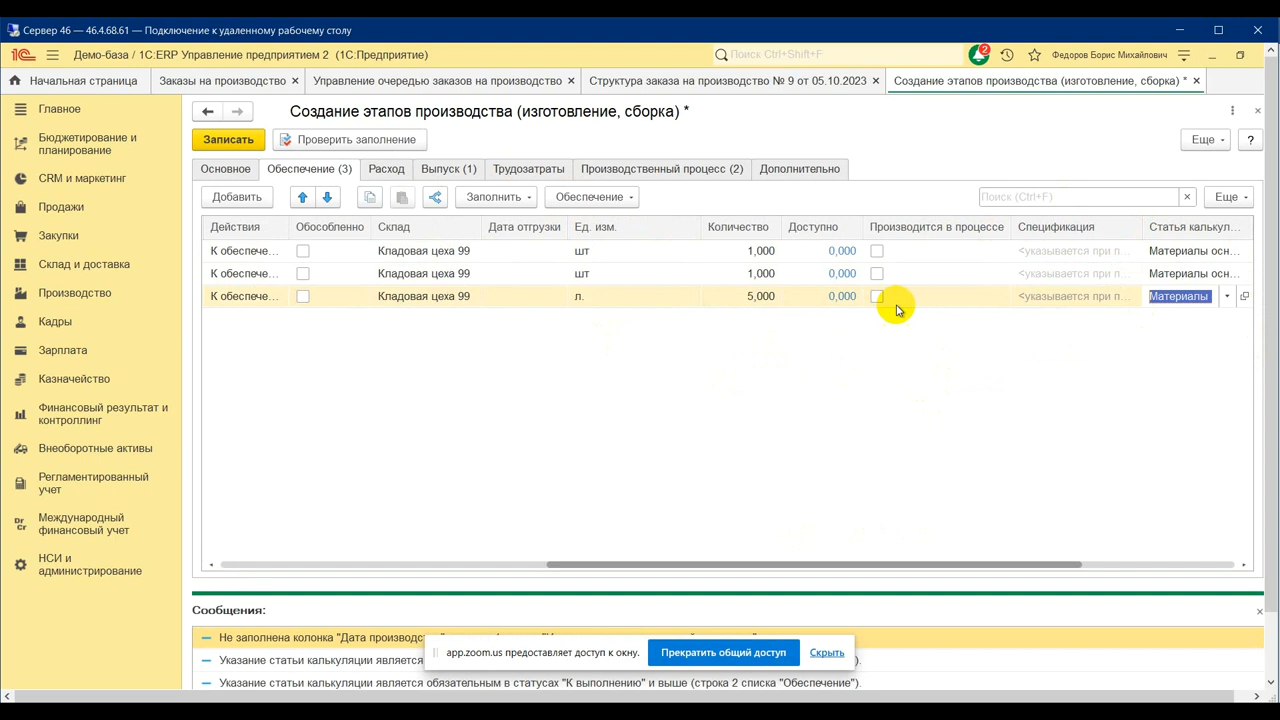 Сервер 46 — 46.4.68.61 — Подключение к удаленному рабочему столу
Демо-база / 1С:ERP Управление предприятием 2 (1С:Предприятие)
Поиск Ctrl+Shift+F
2
Федоров Борис Михайлович
Начальная страница
Заказы на производство
Управление очередью заказов на производство
Структура заказа на производство № 9 от 05.10.2023
Создание этапов производства (изготовление, сборка) *
Главное
Бюджетирование и
планирование
CRM и маркетинг
Продажи
Закупки
Склад и доставка
Производство
Кадры
Зарплата
Казначейство
Финансовый результат и
контроллинг
Внеоборотные активы
Регламентированный
учет
Dr
Cr
Международный
финансовый учет
НСИ и
администрирование
Создание этапов производства (изготовление, сборка) *
Записать
Проверить заполнение
Еще
?
Основное
Обеспечение (3)
Расход
Выпуск (1)
Трудозатраты
Производственный процесс (2)
Дополнительно
Добавить
Заполнить
Обеспечение
Поиск (Ctrl+F)
Еще
Действия Обособленно Склад Дата отгрузки Ед. изм. Количество Доступно Производится в процессе Спецификация Статья калькул...
К обеспече... Кладовая цеха 99 шт 1,000 0,000 <указывается при п... Материалы осн...
К обеспече... Кладовая цеха 99 шт 1,000 0,000 <указывается при п... Материалы осн...
К обеспече... Кладовая цеха 99 л. 5,000 0,000 <указывается при п... Материалы
Сообщения:
Не заполнена колонка "Дата производс
app.zoom.us предоставляет доступ к окну.
Прекратить общий доступ
Скрыть
Указание статьи калькуляции является
Указание статьи калькуляции является обязательным в статусах "К выполнению" и выше (строка 2 списка "Обеспечение").